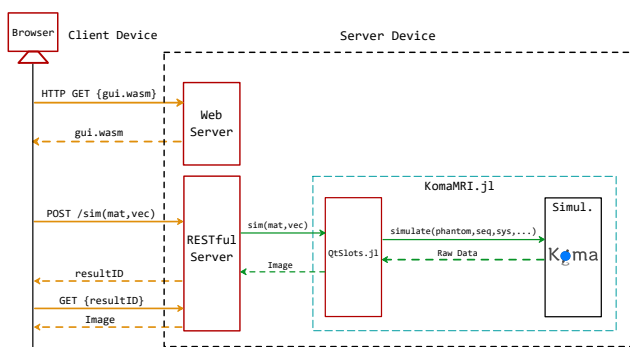 Browser
Client Device
Server Device
HTTP GET {gui.wasm}
Web
Server
gui.wasm
KomaMRI.jl
Simul.
POST /sim(mat,vec)
RESTful
Server
sim(mat,vec)
QtSlots.jl
simulate(phantom,seq,sys,...)
Koma
Raw Data
Image
resultID
GET {resultID}
Image